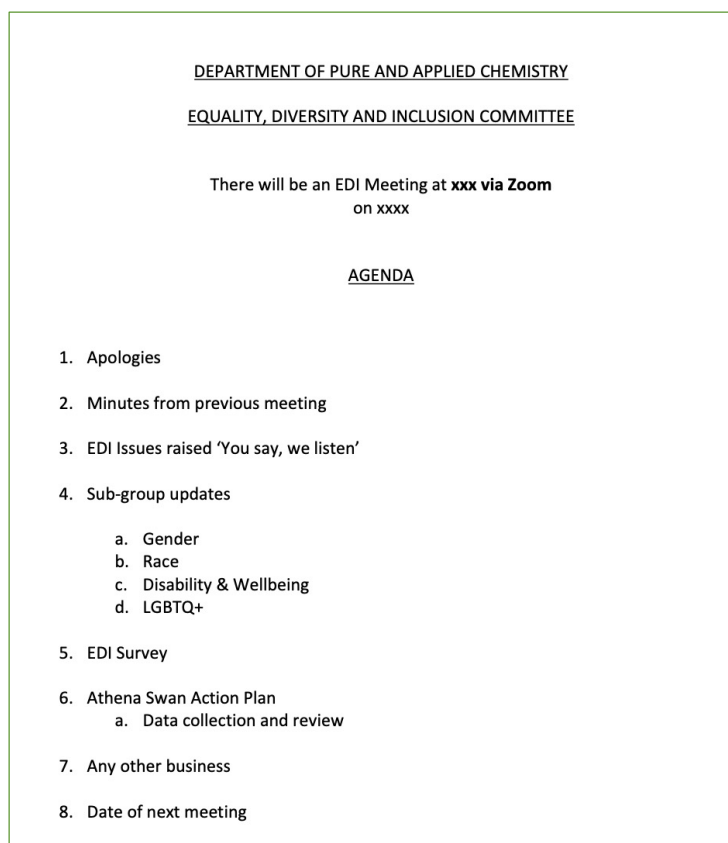 DEPARTMENT OF PURE AND APPLIED CHEMISTRY
EQUALITY, DIVERSITY AND INCLUSION COMMITTEE
There will be an EDI Meeting at xxx via Zoom
on xxxx
AGENDA
1. Apologies
2. Minutes from previous meeting
3. EDI Issues raised ‘You say, we listen’
4. Sub-group updates
a. Gender
b. Race
c. Disability & Wellbeing
d. LGBTQ+
5. EDI Survey
6. Athena Swan Action Plan
a. Data collection and review
7. Any other business
8. Date of next meeting